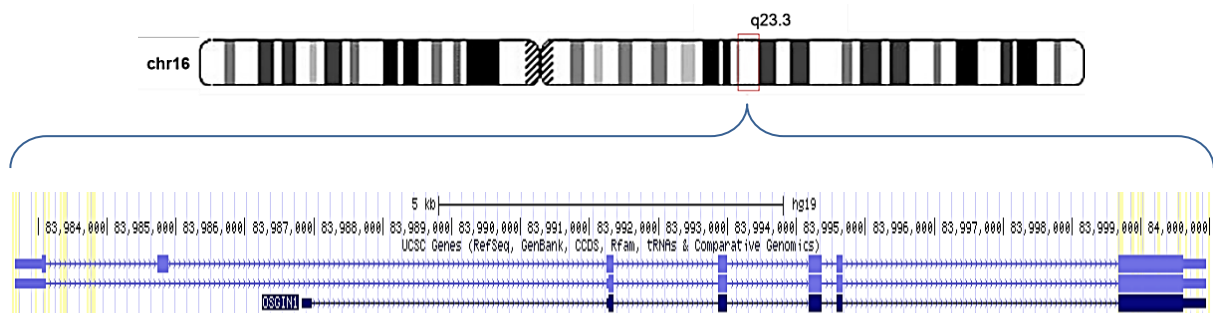 q23.3
chr16
5 kb hg19
83,984,000 83,985,000 83,986,000 83,987,000 83,988,000 83,989,000 83,990,000 83,991,000 83,992,000 83,993,000 83,994,000 83,995,000 83,996,000 83,997,000 83,998,000 83,999,000 84,000,000
UCSC Genes (RefSeq, GenBank, CCDS, Rfam, tRNAs & Comparative Genomics)
OSGIN1